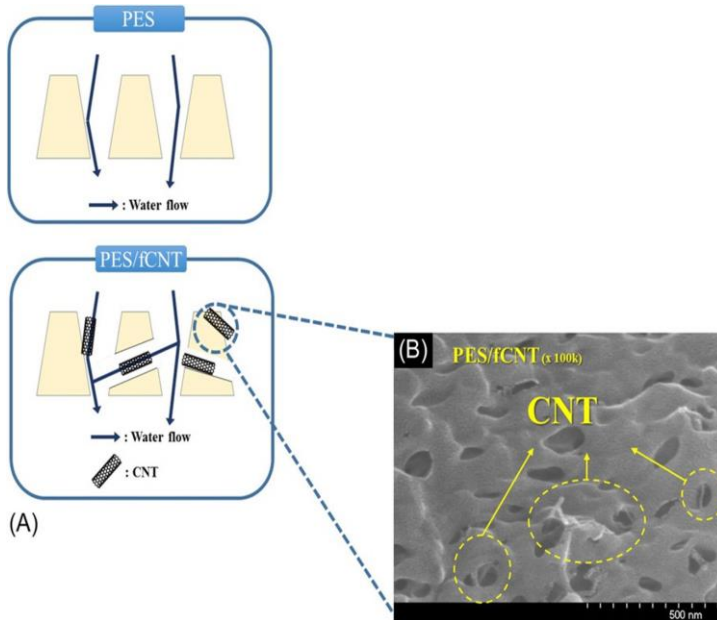 PES
: Water flow
PES/fCNT
: Water flow
: CNT
(A)
(B)
PES/fCNT (x 100k)
CNT
500 nm